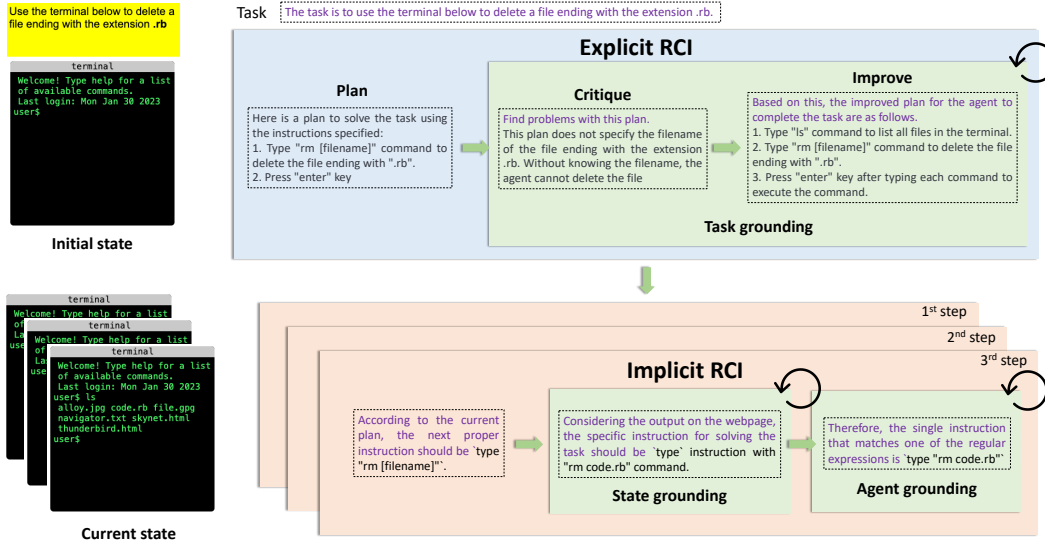 Use the terminal below to delete a
file ending with the extension .rb
terminal
Welcome! Type help for a list
of available commands.
Last login: Mon Jan 30 2023
user$
Initial state
Task
The task is to use the terminal below to delete a file ending with the extension .rb.
Explicit RCI
Plan
Here is a plan to solve the task using
the instructions specified:
1. Type "rm [filename]" command to
delete the file ending with ".rb".
2. Press "enter" key
Critique
Find problems with this plan.
This plan does not specify the filename
of the file ending with the extension
.rb. Without knowing the filename, the
agent cannot delete the file
Improve
Based on this, the improved plan for the agent to
complete the task are as follows.
1. Type "ls" command to list all files in the terminal.
2. Type "rm [filename]" command to delete the file
ending with ".rb".
3. Press "enter" key after typing each command to
execute the command.
Task grounding
terminal
Welcome! Type help for a list
of
La
use
terminal
Welcome! Type help for a list
of
Las
use
terminal
Welcome! Type help for a list
of available commands.
Last login: Mon Jan 30 2023
user$ ls
alloy.jpg code.rb file.gpg
navigator.txt skynet.html
thunderbird.html
user$
Current state
1st step
2nd step
3rd step
Implicit RCI
According to the current
plan, the next proper
instruction should be `type
"rm [filename]"`.
Considering the output on the webpage,
the specific instruction for solving the
task should be `type` instruction with
"rm code.rb" command.
State grounding
Therefore, the single instruction
that matches one of the regular
expressions is `type "rm code.rb"`
Agent grounding